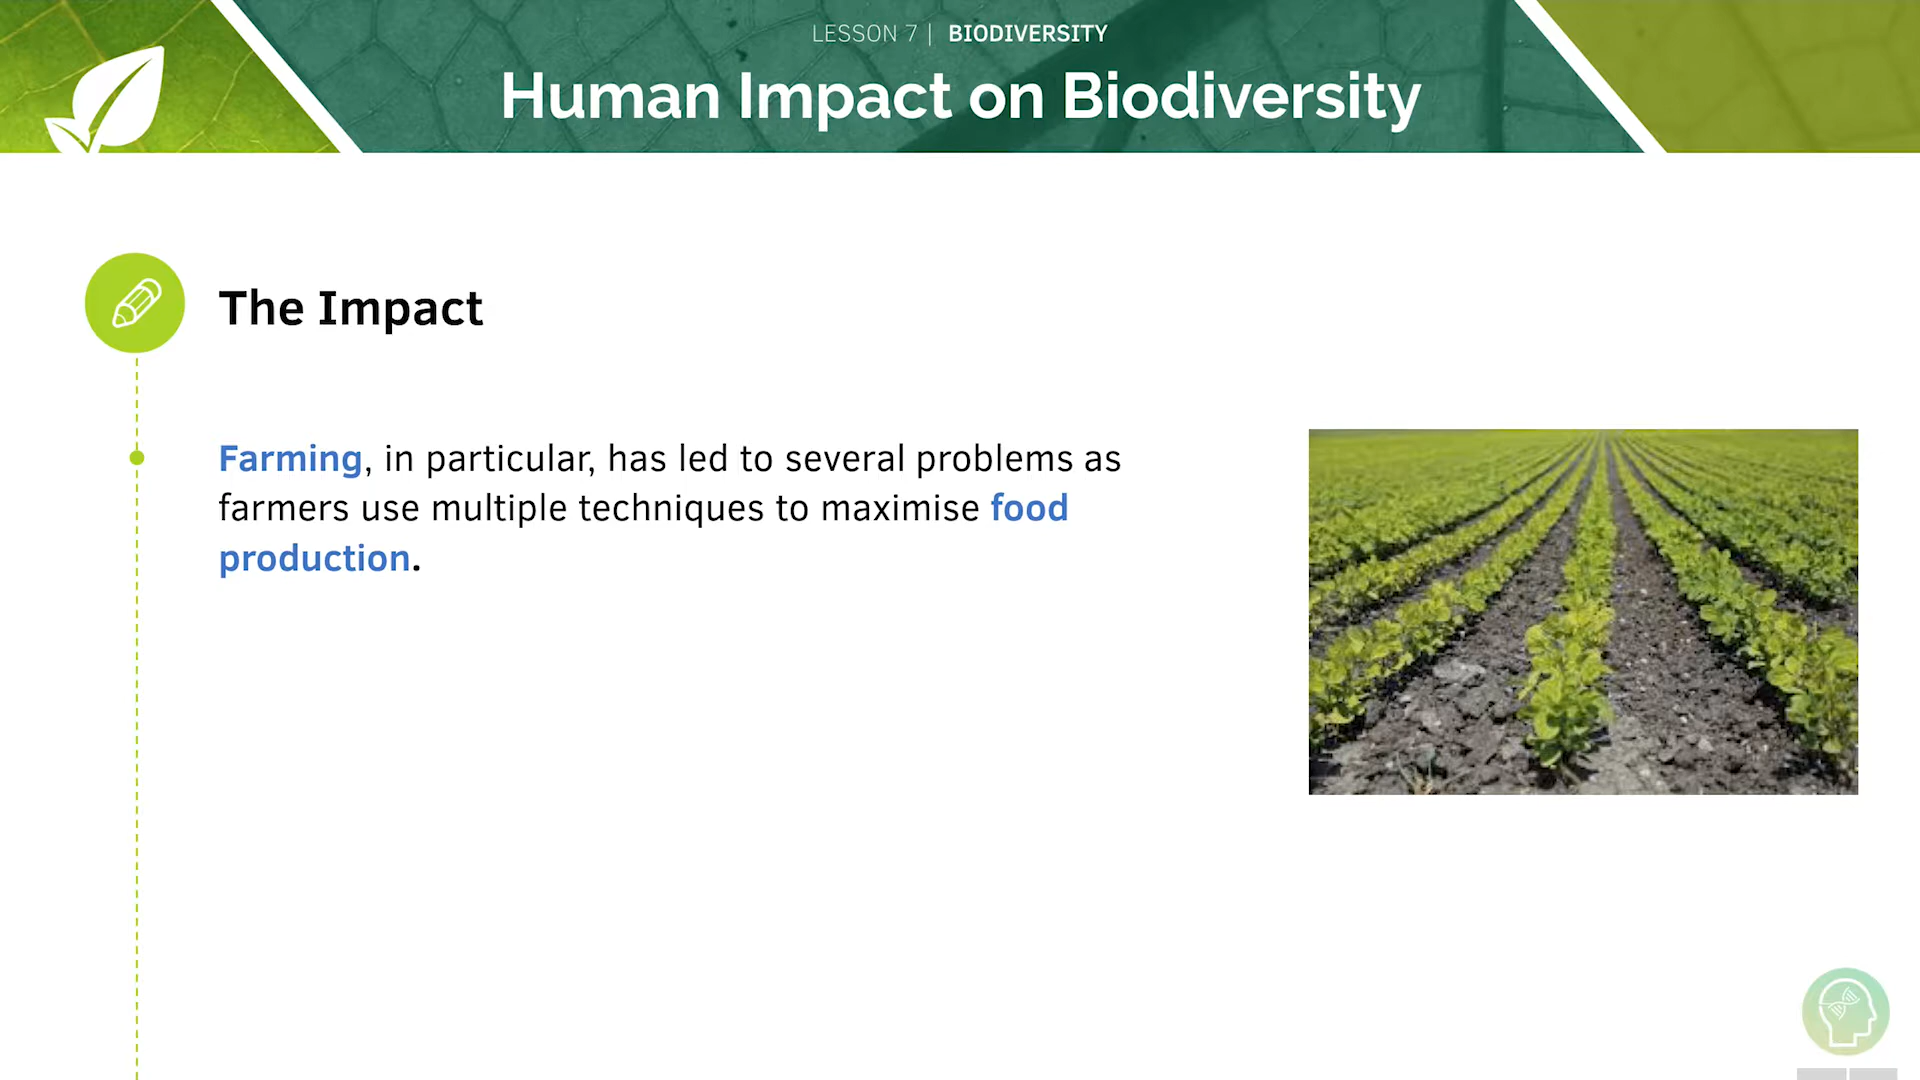 LESSON 7 | BIODIVERSITY
Human Impact on Biodiversity
The Impact
Farming, in particular, has led to several problems as
farmers use multiple techniques to maximise food
production.